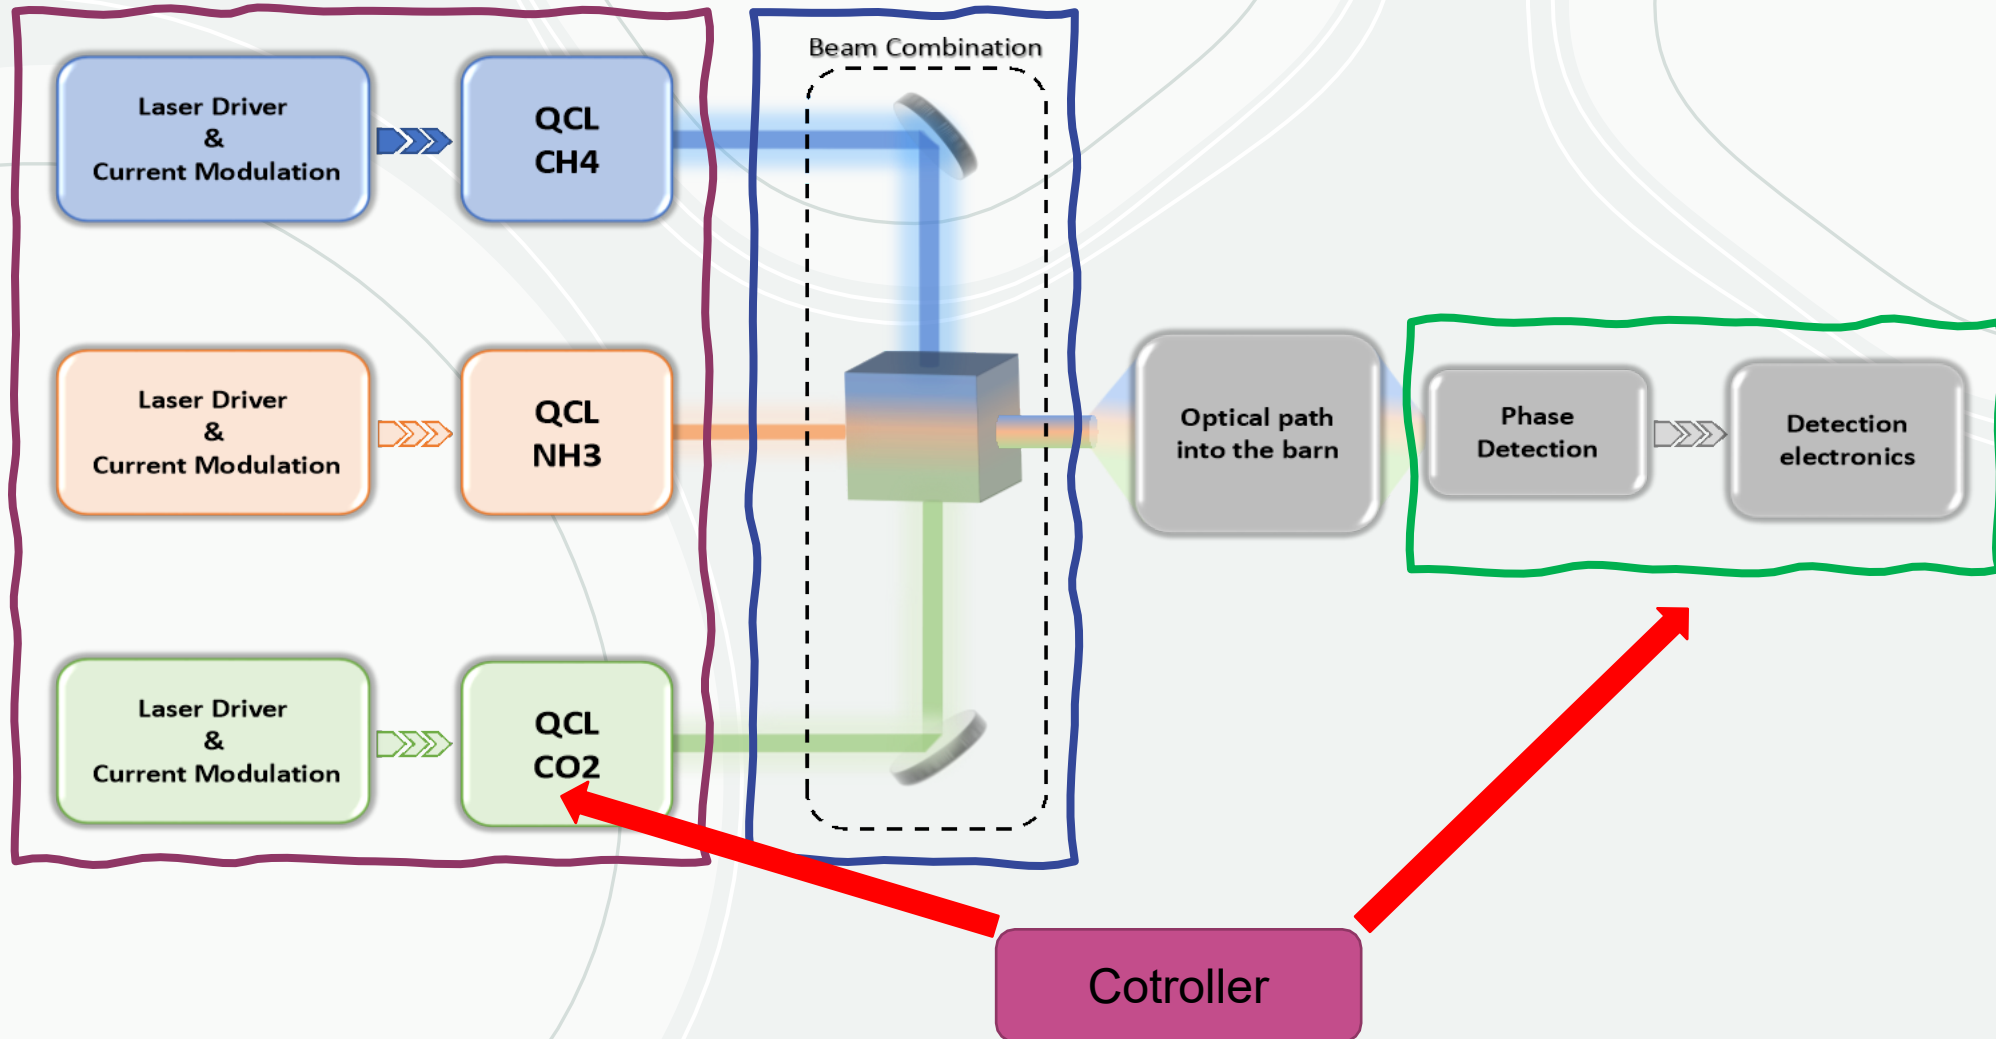 Beam Combination
Laser Driver
&
Current Modulation
QCL
CH4
Laser Driver
&
Current Modulation
QCL
NH3
Optical path
into the barn
Phase
Detection
Detection
electronics
Laser Driver
&
Current Modulation
QCL
CO2
Cotroller